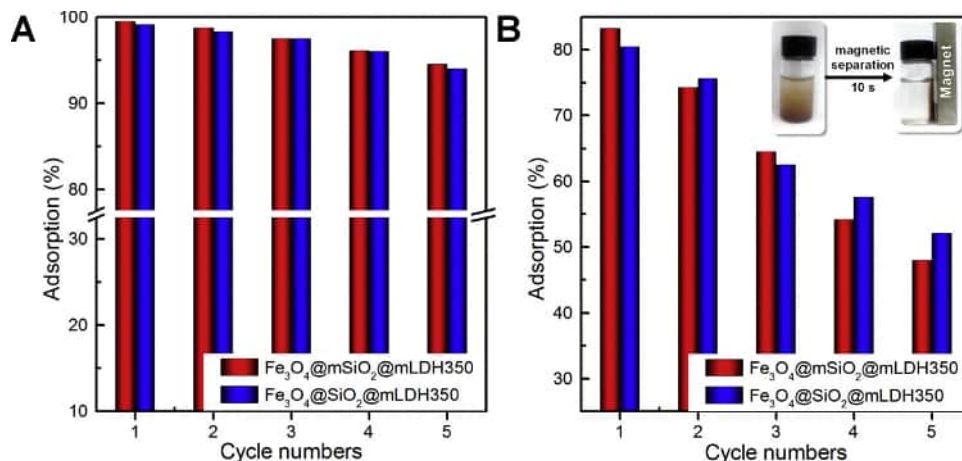 A
Adsorption (%)
100
90
80
30
20
10
Fe₃O₄@mSiO₂@mLDH350
Fe₃O₄@SiO₂@mLDH350
1 2 3 4 5
Cycle numbers
B
Adsorption (%)
80
70
60
50
40
30
magnetic
separation
10 s
Magnet
Fe₃O₄@mSiO₂@mLDH350
Fe₃O₄@SiO₂@mLDH350
1 2 3 4 5
Cycle numbers